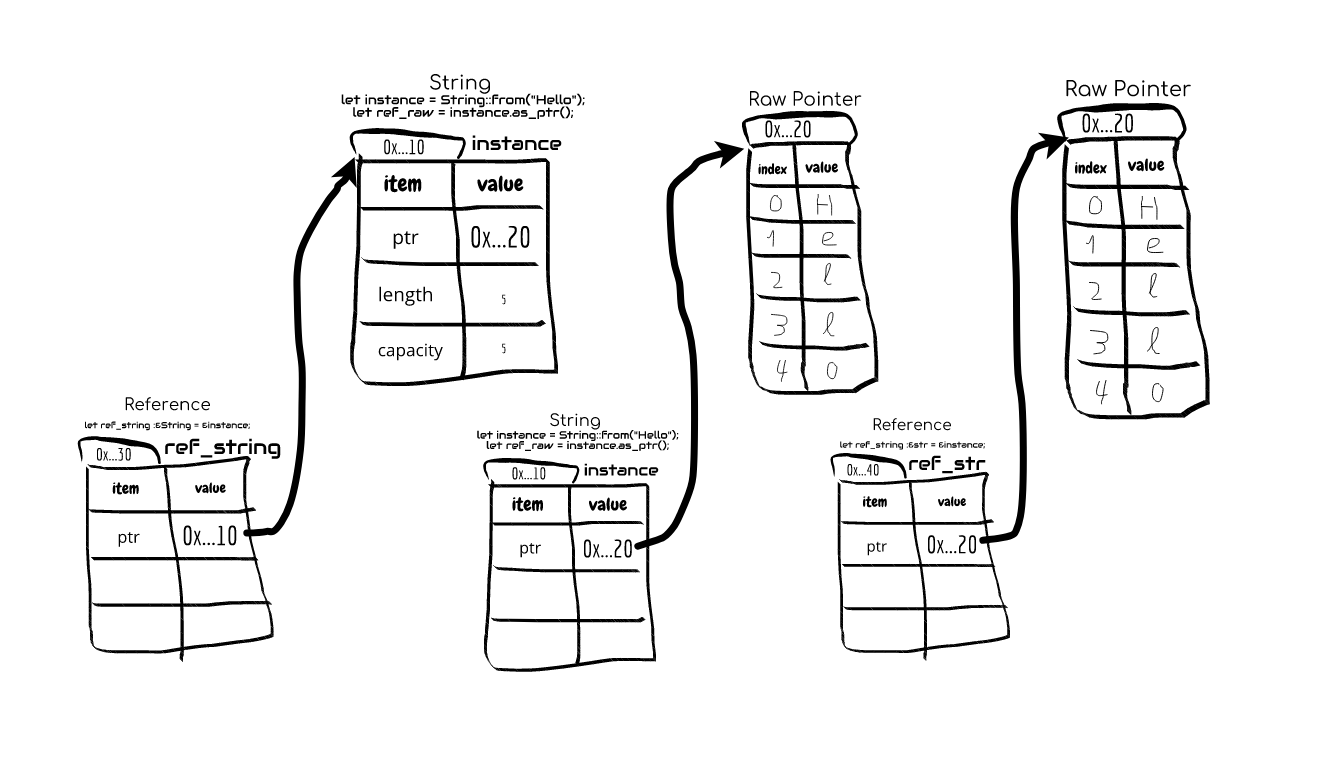 String
let instance = String::from("Hello");
let ref_raw = instance.as_ptr();
0x...10 instance
item value
ptr 0x...20
length 5
capacity 5
Reference
let ref_string :&String = &instance;
0x...30 ref_string
item value
ptr 0x...10
String
let instance = String::from("Hello");
let ref_raw = instance.as_ptr();
0x...10 instance
item value
ptr 0x...20
Raw Pointer
0x...20
index value
0 H
1 e
2 l
3 l
4 o
Reference
let ref_string :&str = &instance;
0x...40 ref_str
item value
ptr 0x...20
Raw Pointer
0x...20
index value
0 H
1 e
2 l
3 l
4 o